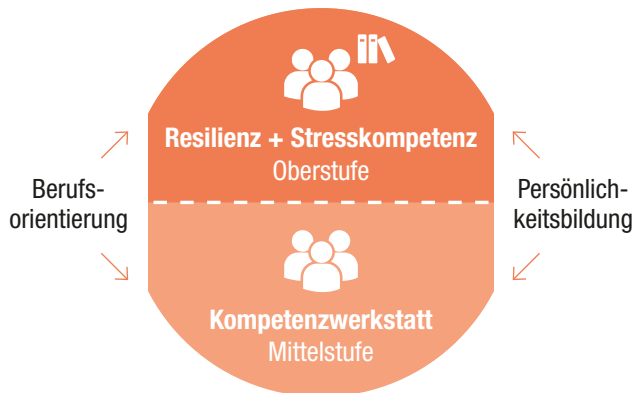 Resilienz + Stresskompetenz
Oberstufe
Berufs-
orientierung
Persönlich-
keitsbildung
Kompetenzwerkstatt
Mittelstufe